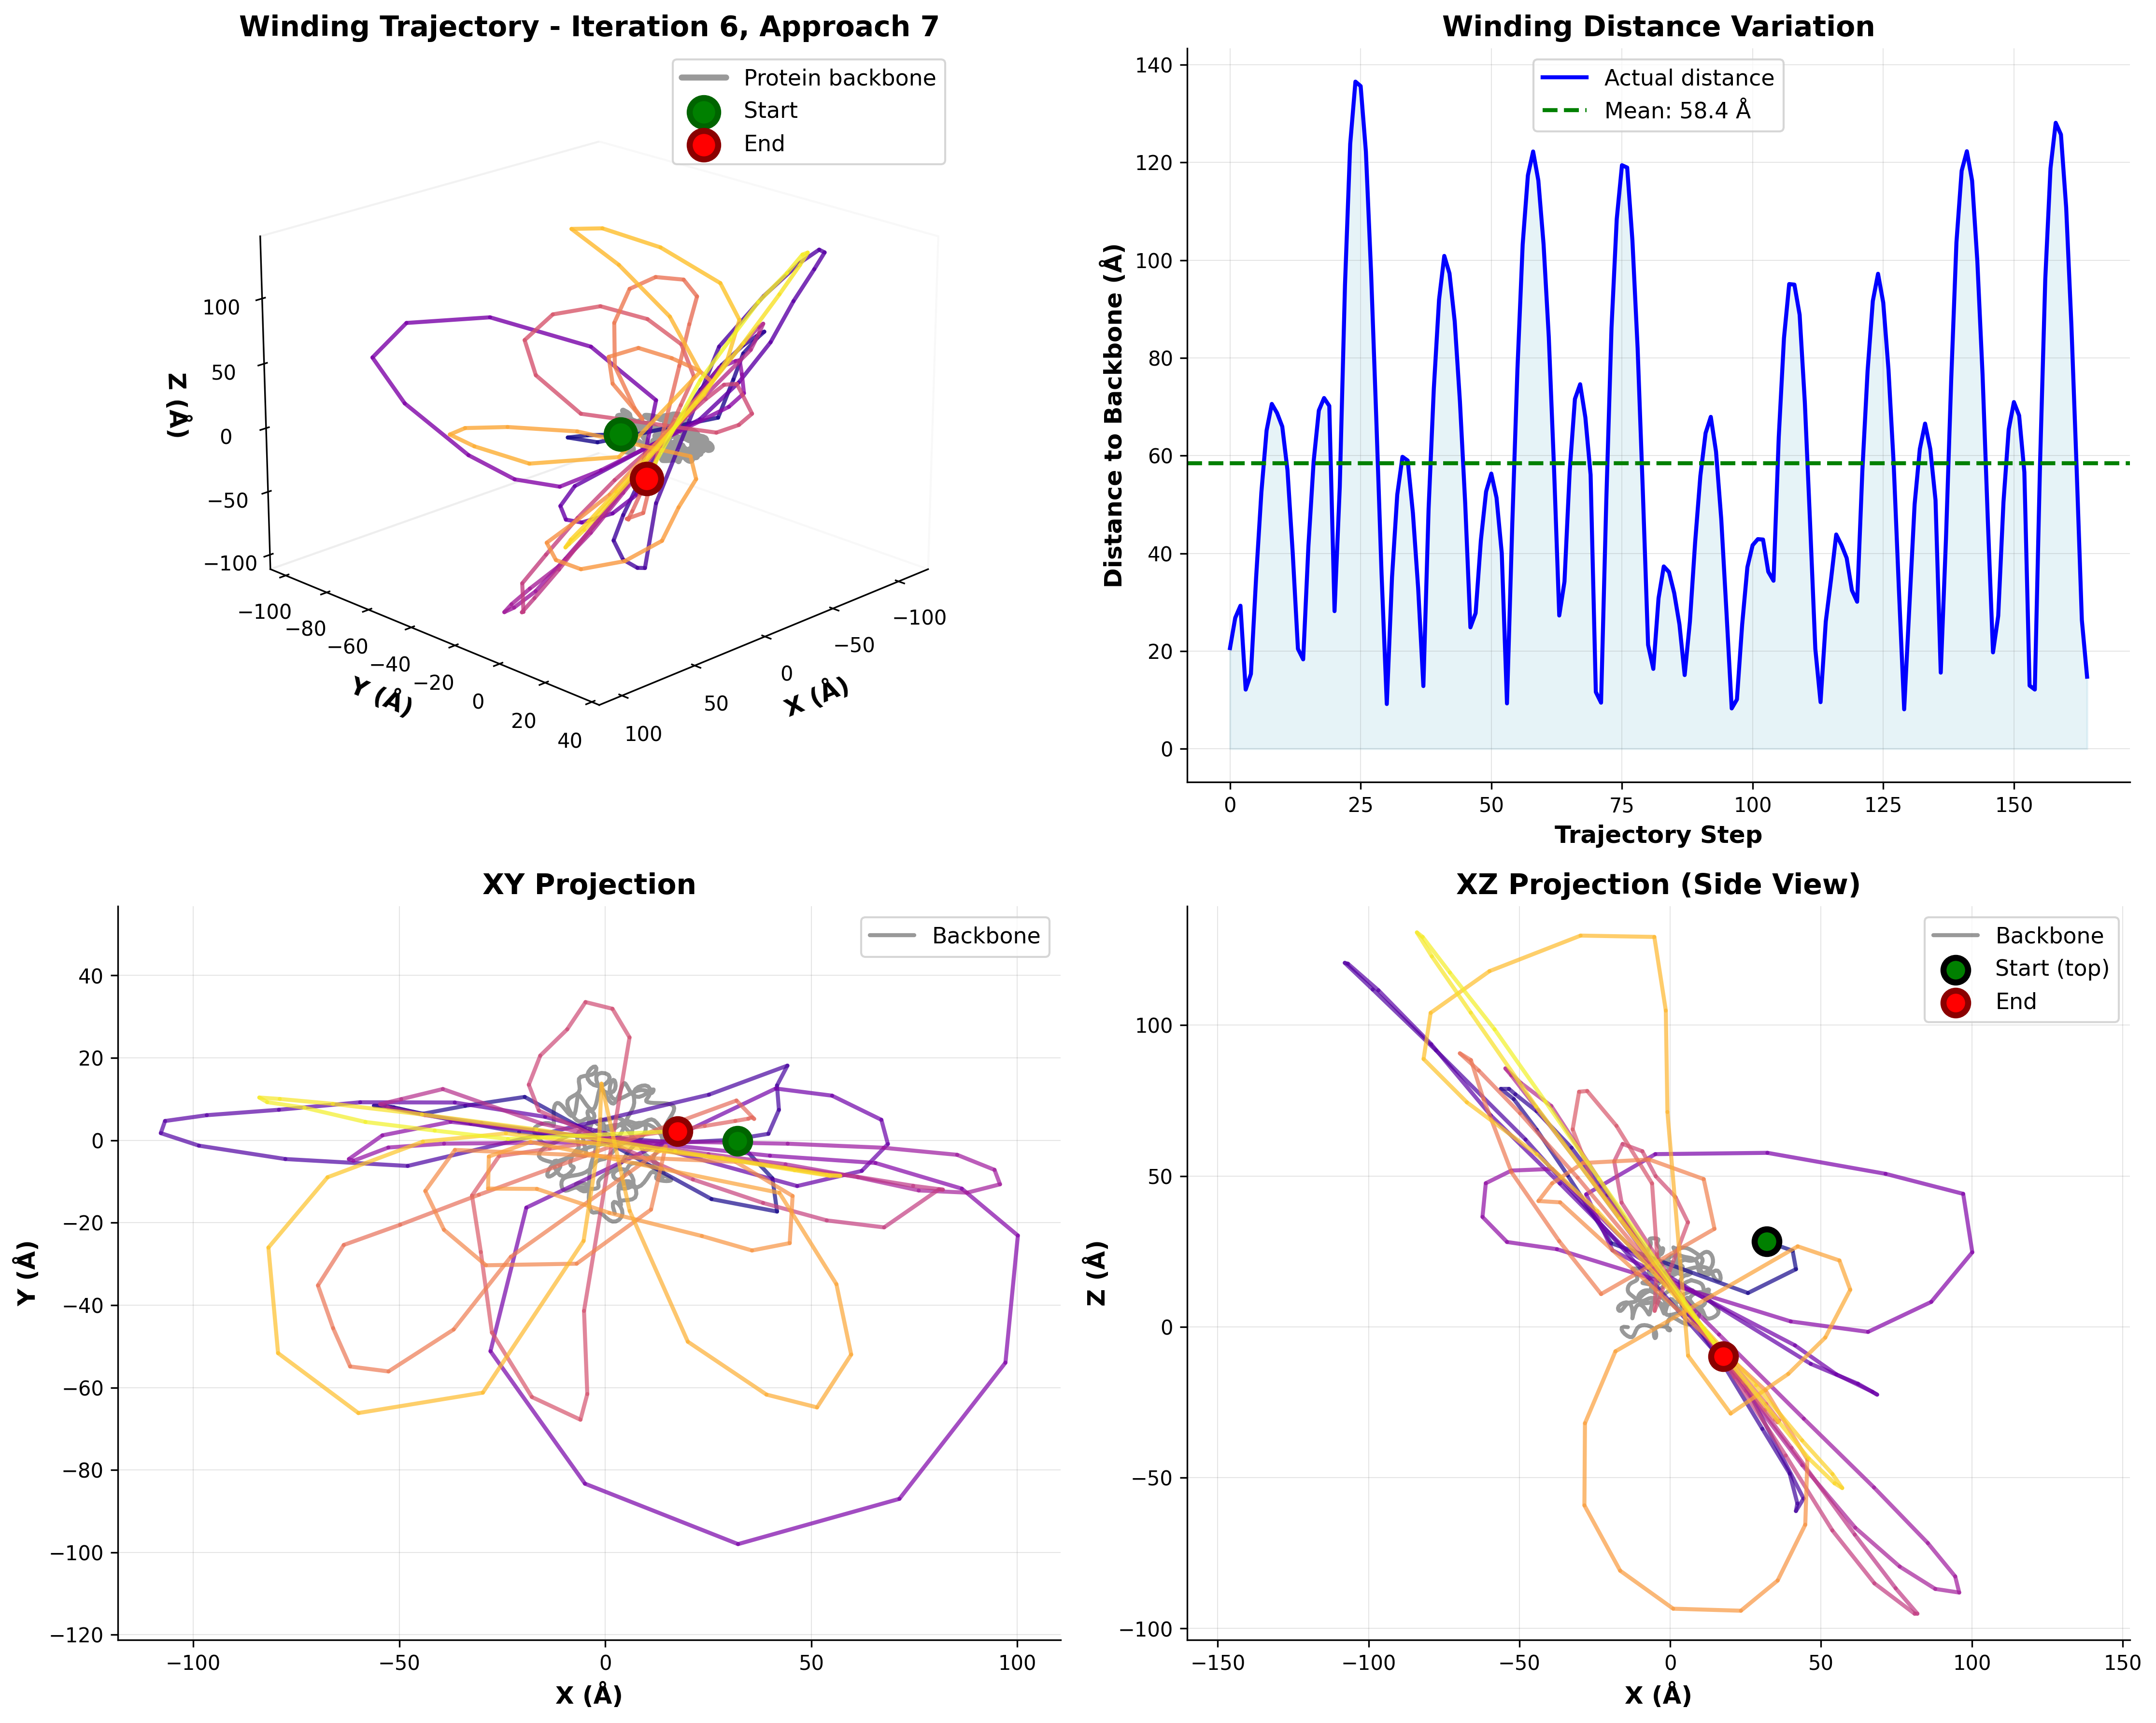 Winding Trajectory - Iteration 6, Approach 7
Protein backbone
Start
End
100
50
0
−50
−100
Z (Å)
−100
−80
−60
−40
−20
0
20
40
Y (Å)
100
50
0
−50
−100
X (Å)
Winding Distance Variation
Actual distance
Mean: 58.4 Å
140
120
100
80
60
40
20
0
Distance to Backbone (Å)
0 25 50 75 100 125 150
Trajectory Step
XY Projection
Backbone
40
20
0
−20
−40
−60
−80
−100
−120
Y (Å)
−100 −50 0 50 100
X (Å)
XZ Projection (Side View)
Backbone
Start (top)
End
100
50
0
−50
−100
Z (Å)
−150 −100 −50 0 50 100 150
X (Å)